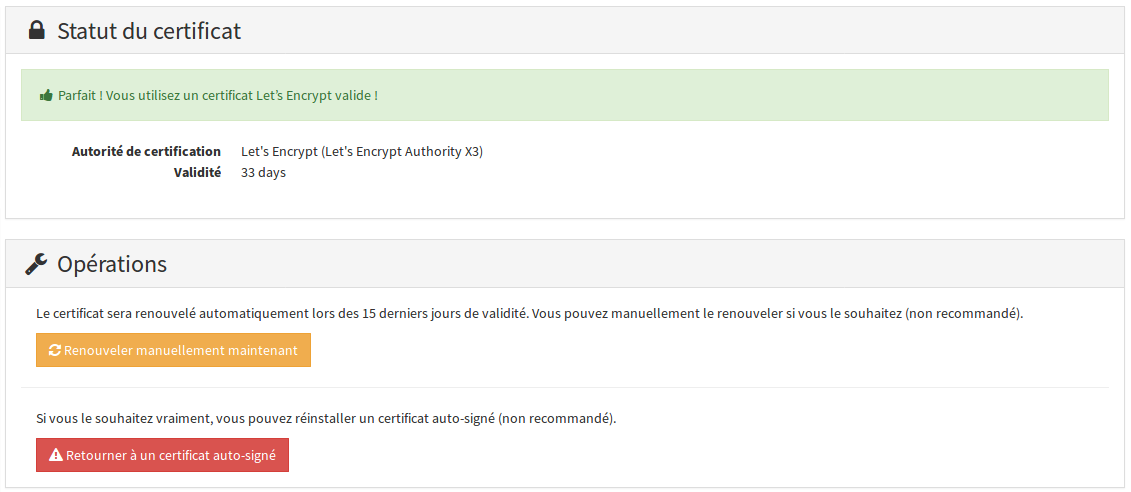 Statut du certificat
Parfait ! Vous utilisez un certificat Let’s Encrypt valide !
Autorité de certification Let's Encrypt (Let's Encrypt Authority X3)
Validité 33 days
Opérations
Le certificat sera renouvelé automatiquement lors des 15 derniers jours de validité. Vous pouvez manuellement le renouveler si vous le souhaitez (non recommandé).
Renouveler manuellement maintenant
Si vous le souhaitez vraiment, vous pouvez réinstaller un certificat auto-signé (non recommandé).
Retourner à un certificat auto-signé